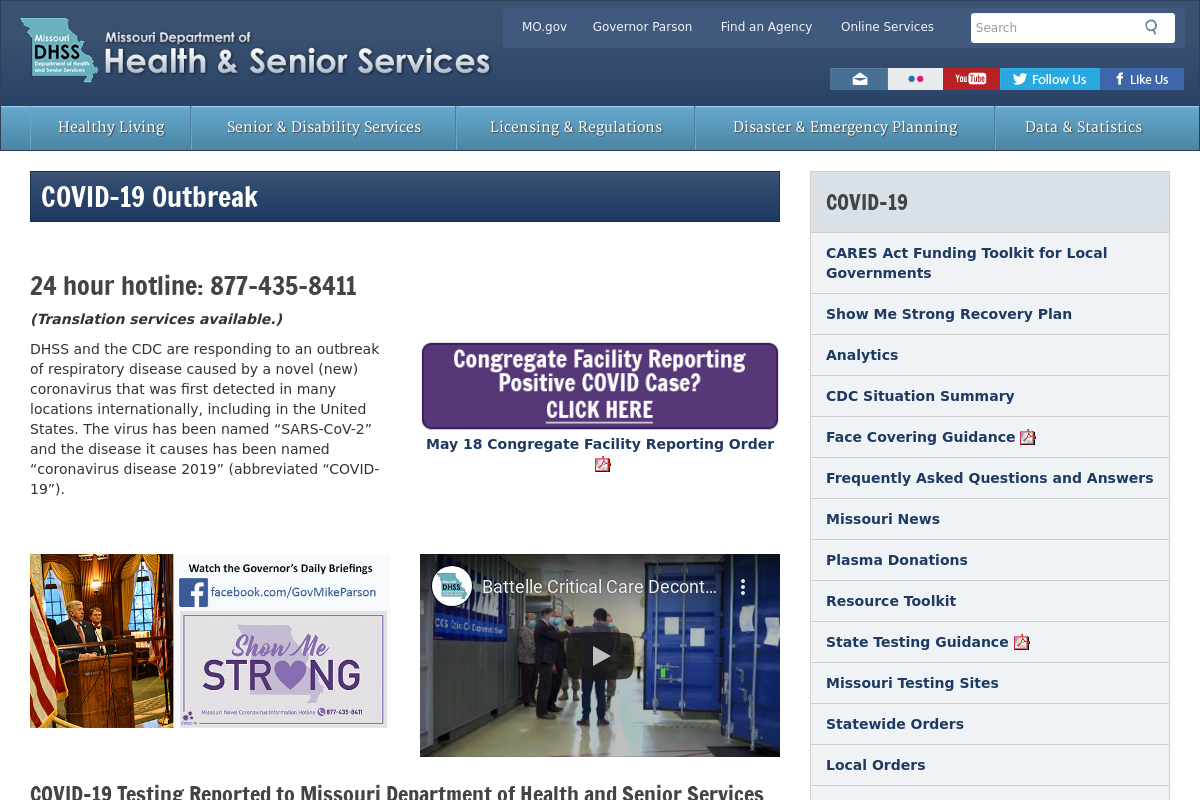 MO.gov Governor Parson Find an Agency Online Services Search
Missouri
DHSS
Department of Health
and Senior Services
Missouri Department of
Health & Senior Services
You Tube Follow Us Like Us
Healthy Living Senior & Disability Services Licensing & Regulations Disaster & Emergency Planning Data & Statistics
COVID-19 Outbreak
24 hour hotline: 877-435-8411
(Translation services available.)
DHSS and the CDC are responding to an outbreak
of respiratory disease caused by a novel (new)
coronavirus that was first detected in many
locations internationally, including in the United
States. The virus has been named “SARS-CoV-2”
and the disease it causes has been named
“coronavirus disease 2019” (abbreviated “COVID-
19”).
Congregate Facility Reporting
Positive COVID Case?
CLICK HERE
May 18 Congregate Facility Reporting Order
Watch the Governor's Daily Briefings
facebook.com/GovMikeParson
Show Me
STRONG
Missouri Novel Coronavirus Information Hotline 877-435-8411
DHSS
Battelle Critical Care Decont...
COVID-19 Testing Reported to Missouri Department of Health and Senior Services
COVID-19
CARES Act Funding Toolkit for Local
Governments
Show Me Strong Recovery Plan
Analytics
CDC Situation Summary
Face Covering Guidance
Frequently Asked Questions and Answers
Missouri News
Plasma Donations
Resource Toolkit
State Testing Guidance
Missouri Testing Sites
Statewide Orders
Local Orders